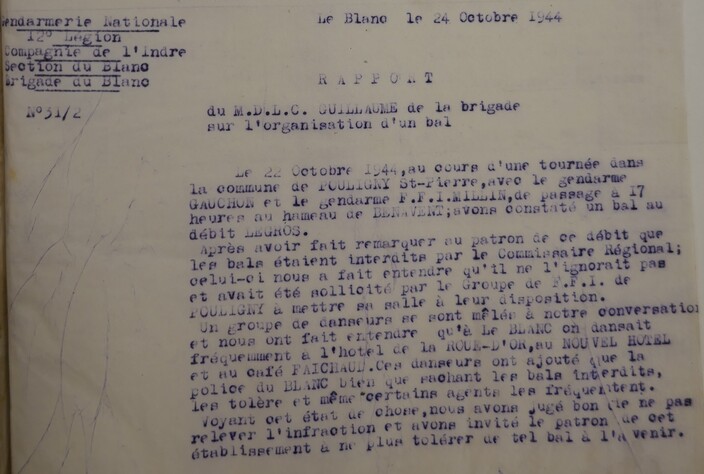 Gendarmerie Nationale
12° Légion
Compagnie de l'Indre
Section du Blanc
Brigade du Blanc
N°31/2
Le Blanc le 24 Octobre 1944
R A P P O R T
du M.D.L.C. GUILLAUME de la brigade
sur l'organisation d'un bal
Le 22 Octobre 1944,au cours d'une tournée dans
la commune de POULIGNY St-Pierre,avec le gendarme
GAUCHON et le gendarme F.F.I.MILLIN,de passage à 17
heures au hameau de BENAVENT;avons constaté un bal au
débit LEGROS.
Après avoir fait remarquer au patron de ce débit que
les bals étaient interdits par le Commissaire Régional;
celui-ci nous a fait entendre qu'il ne l'ignorait pas
et avait été sollicité par le Groupe de F.F.I. de
POULIGNY à mettre sa salle à leur disposition.
Un groupe de danseurs se sont mêlés à notre conversation
et nous ont fait entendre qu'à Le BLANC on dansait
fréquemment à l'hotel de la ROUE-D'OR,au NOUVEL HOTEL
et au café FAICHAUD.Ces danseurs ont ajouté que la
police du BLANC bien que sachant les bals interdits,
les tolère et même certains agents les fréquentent.
Voyant cet état de chose,nous avons jugé bon de ne pas
relever l'infraction et avons invité le patron de cet
établissement à ne plus tolérer de tel bal à l'avenir.